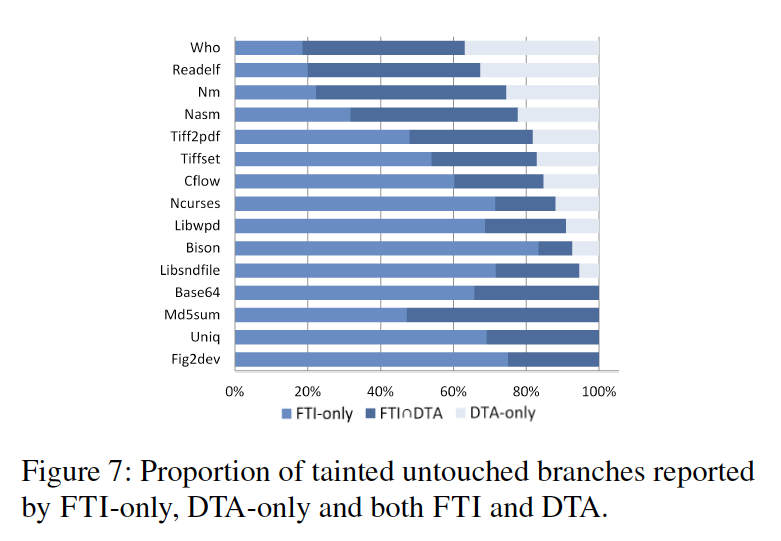 Who
Readelf
Nm
Nasm
Tiff2pdf
Tiffset
Cflow
Ncurses
Libwpd
Bison
Libsndfile
Base64
Md5sum
Uniq
Fig2dev
0% 20% 40% 60% 80% 100%
FTI-only FTI∩DTA DTA-only
Figure 7: Proportion of tainted untouched branches reported
by FTI-only, DTA-only and both FTI and DTA.